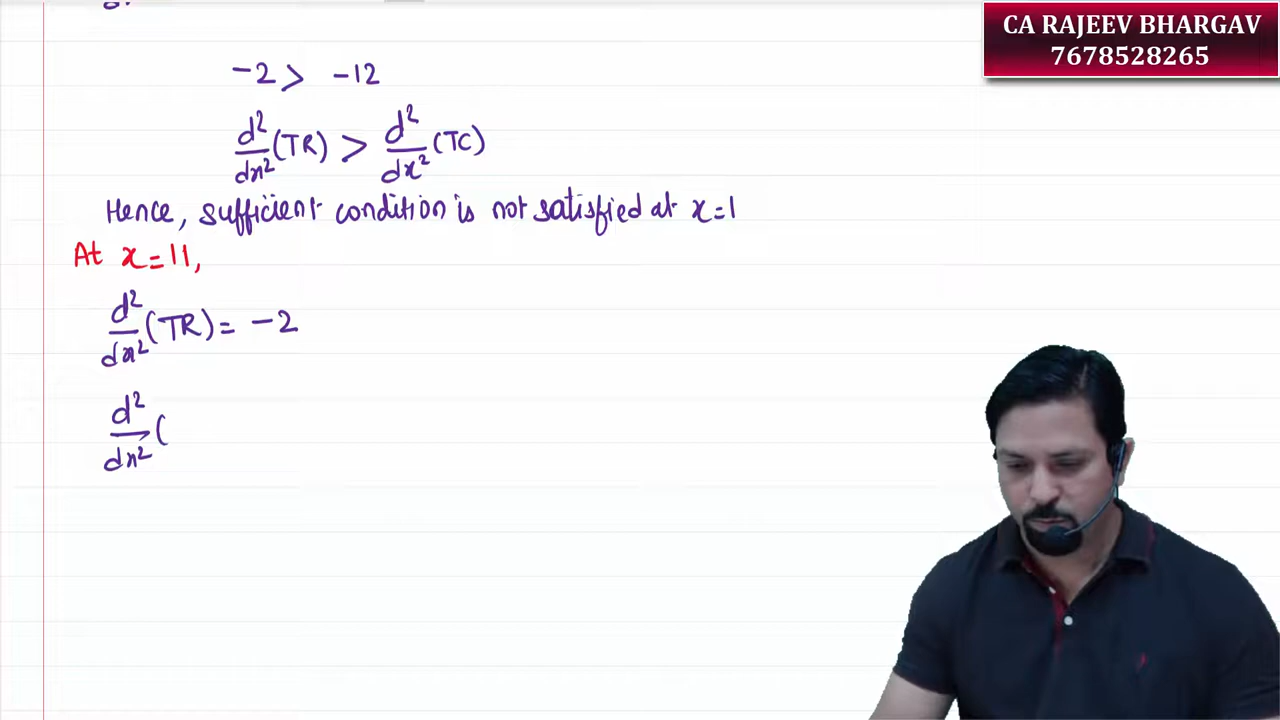 CA RAJEEV BHARGAV
7678528265
-2 > -12
d²/dx² (TR) > d²/dx² (TC)
Hence, sufficient condition is not satisfied at x=1
At x=11,
d²/dx² (TR) = -2
d²/dx² (